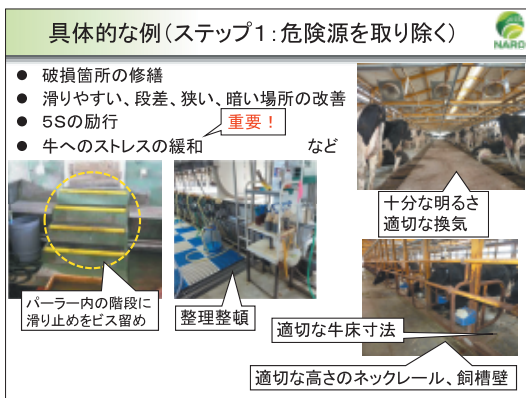 具体的な例（ステップ１：危険源を取り除く）
NARO
● 破損箇所の修繕
● 滑りやすい、段差、狭い、暗い場所の改善
● ５Ｓの励行
重要！
● 牛へのストレスの緩和
など
十分な明るさ
適切な換気
パーラー内の階段に
滑り止めをビス留め
整理整頓
適切な牛床寸法
適切な高さのネックレール、飼槽壁